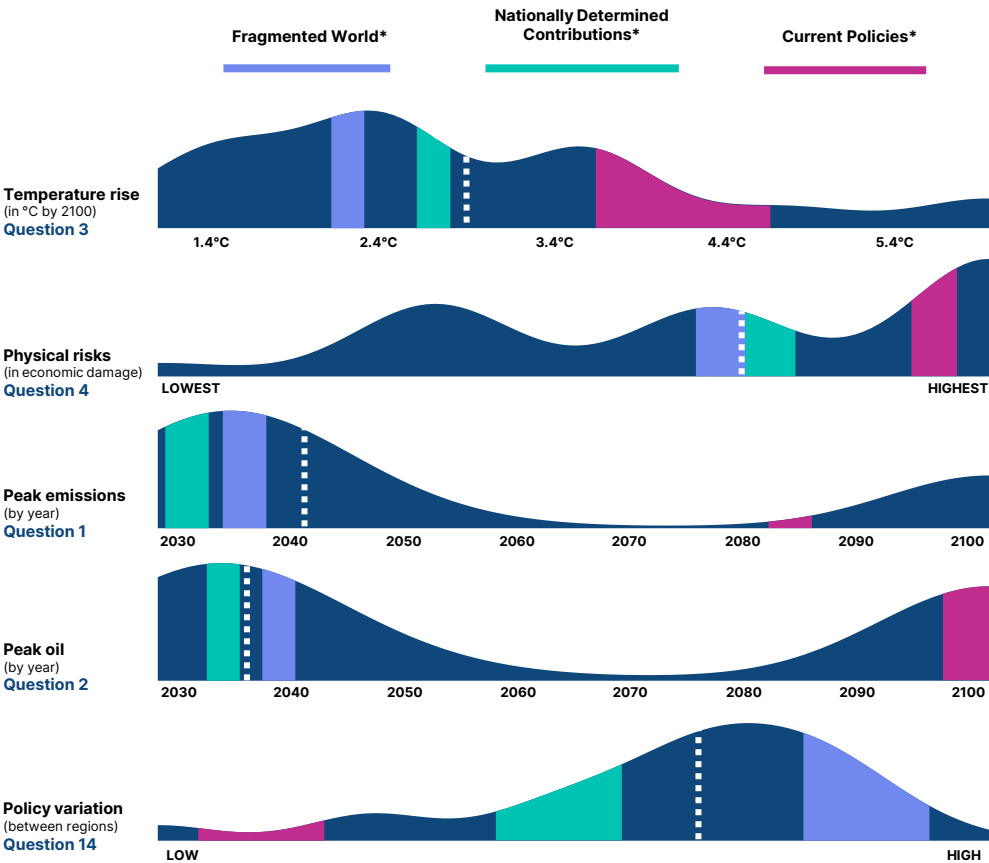 Fragmented World*
Nationally Determined
Contributions*
Current Policies*
Temperature rise
(in °C by 2100)
Question 3
1.4°C 2.4°C 3.4°C 4.4°C 5.4°C
Physical risks
(in economic damage)
Question 4
LOWEST HIGHEST
Peak emissions
(by year)
Question 1
2030 2040 2050 2060 2070 2080 2090 2100
Peak oil
(by year)
Question 2
2030 2040 2050 2060 2070 2080 2090 2100
Policy variation
(between regions)
Question 14
LOW HIGH